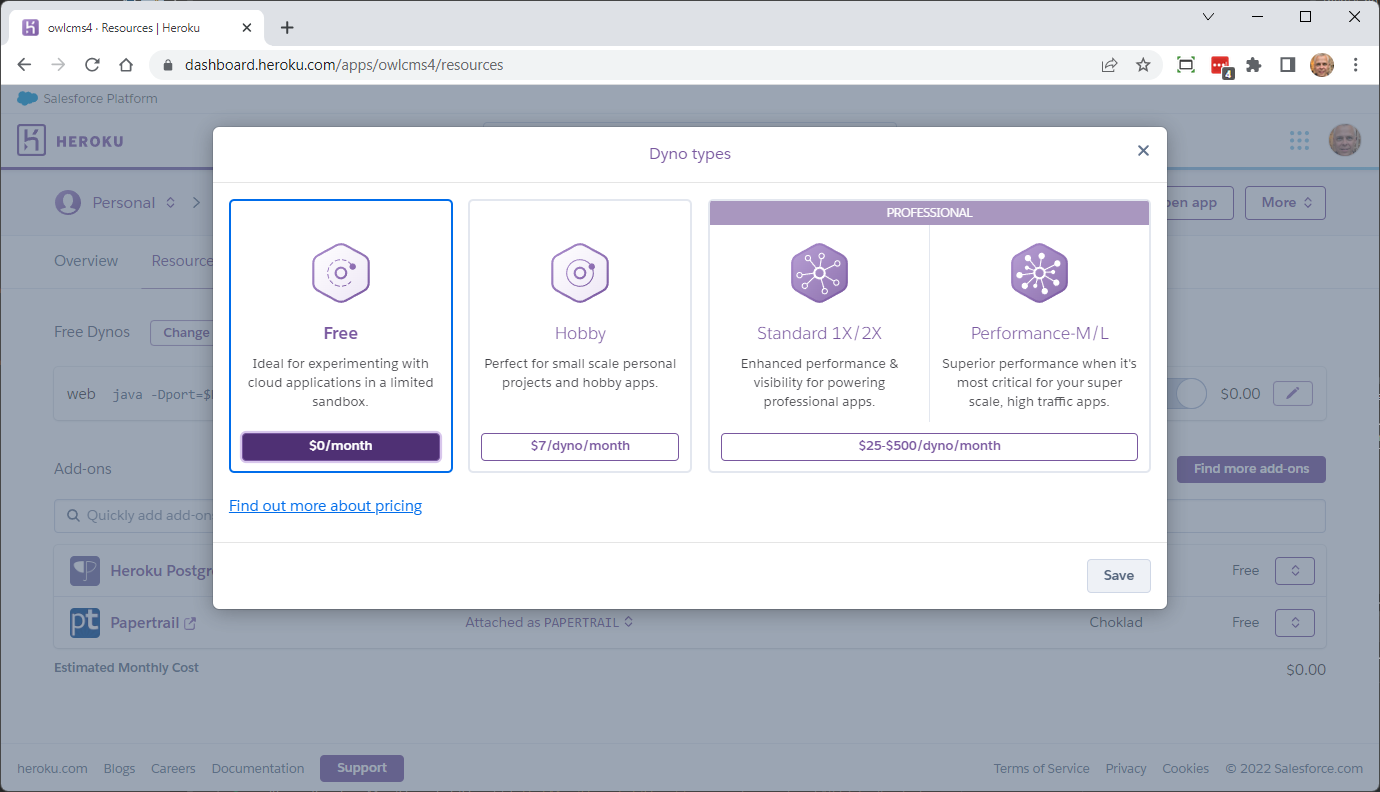 owlcms4 · Resources | Heroku
dashboard.heroku.com/apps/owlcms4/resources
4
Salesforce Platform
HEROKU
Dyno types
Personal
pen app
More
Overview
Resource
Free Dynos
Change
web java -Dport=$
$0.00
PROFESSIONAL
Free
Ideal for experimenting with
cloud applications in a limited
sandbox.
$0/month
Hobby
Perfect for small scale personal
projects and hobby apps.
$7/dyno/month
Standard 1X/2X
Enhanced performance &
visibility for powering
professional apps.
Performance-M/L
Superior performance when it's
most critical for your super
scale, high traffic apps.
$25-$500/dyno/month
Find out more about pricing
Save
Add-ons
Find more add-ons
Quickly add add-on
Heroku Postgr
Free
pt
Papertrail
Attached as PAPERTRAIL
Choklad
Free
Estimated Monthly Cost
$0.00
heroku.com
Blogs
Careers
Documentation
Support
Terms of Service
Privacy
Cookies
© 2022 Salesforce.com